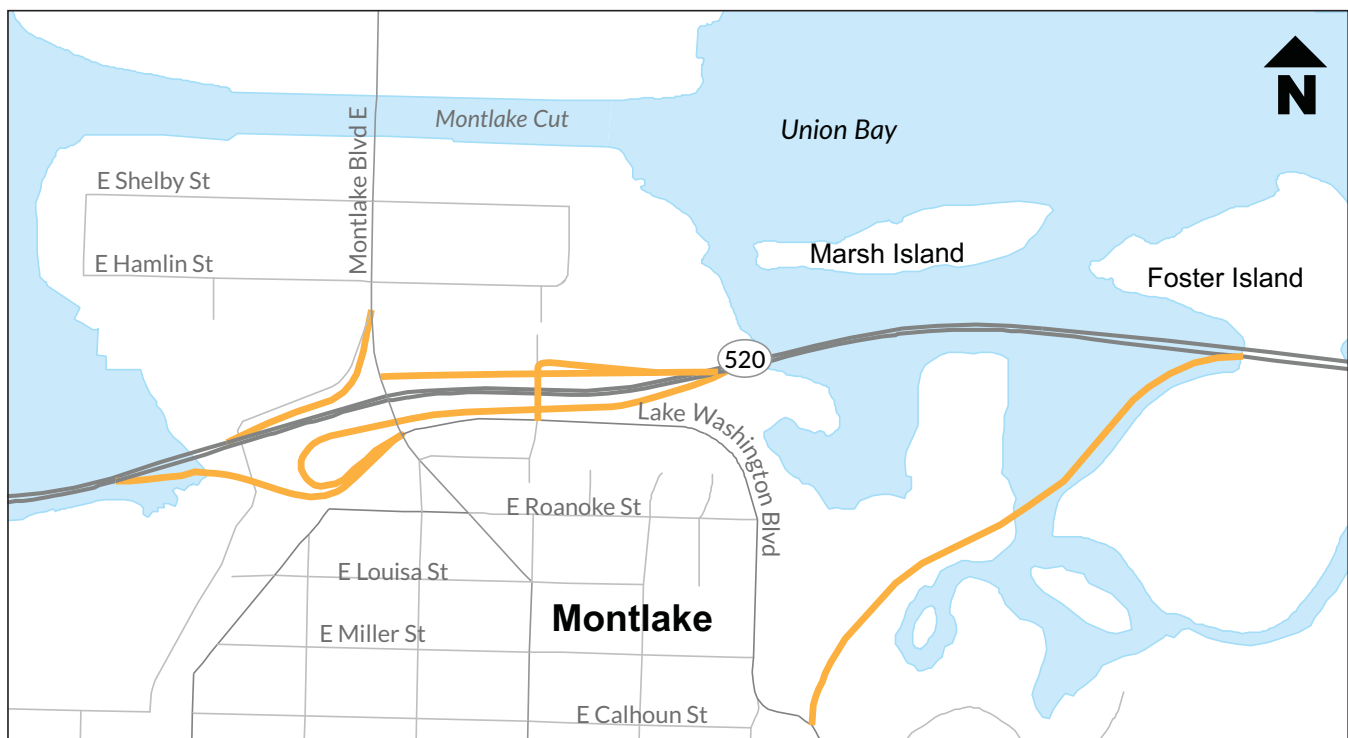 N
Montlake Cut
Union Bay
Montlake Blvd E
E Shelby St
E Hamlin St
Marsh Island
Foster Island
520
Lake Washington Blvd
E Roanoke St
E Louisa St
Montlake
E Miller St
E Calhoun St